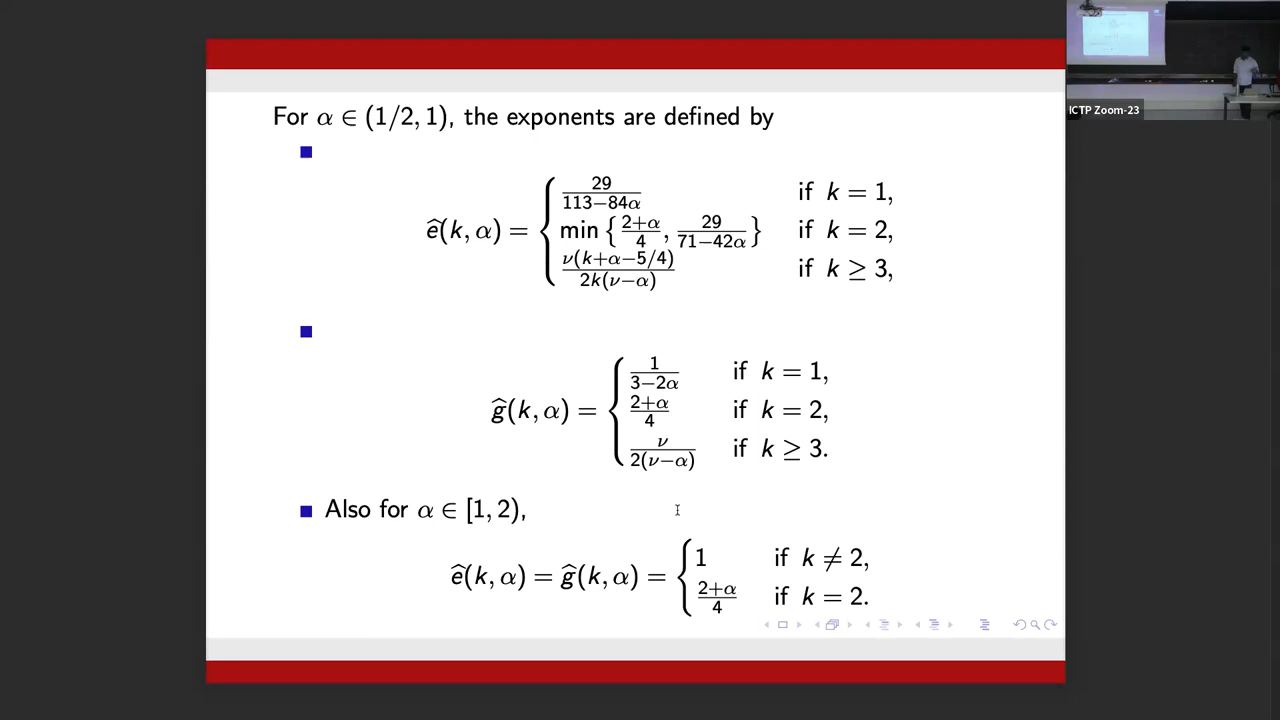 For α ∈ (1/2, 1), the exponents are defined by
ê(k, α) = { 29/(113−84α) if k = 1,
min { (2+α)/4, 29/(71−42α) } if k = 2,
ν(k+α−5/4)/(2k(ν−α)) if k ≥ 3,
ĝ(k, α) = { 1/(3−2α) if k = 1,
(2+α)/4 if k = 2,
ν/(2(ν−α)) if k ≥ 3.
Also for α ∈ [1, 2),
ê(k, α) = ĝ(k, α) = { 1 if k ≠ 2,
(2+α)/4 if k = 2.
ICTP Zoom-23